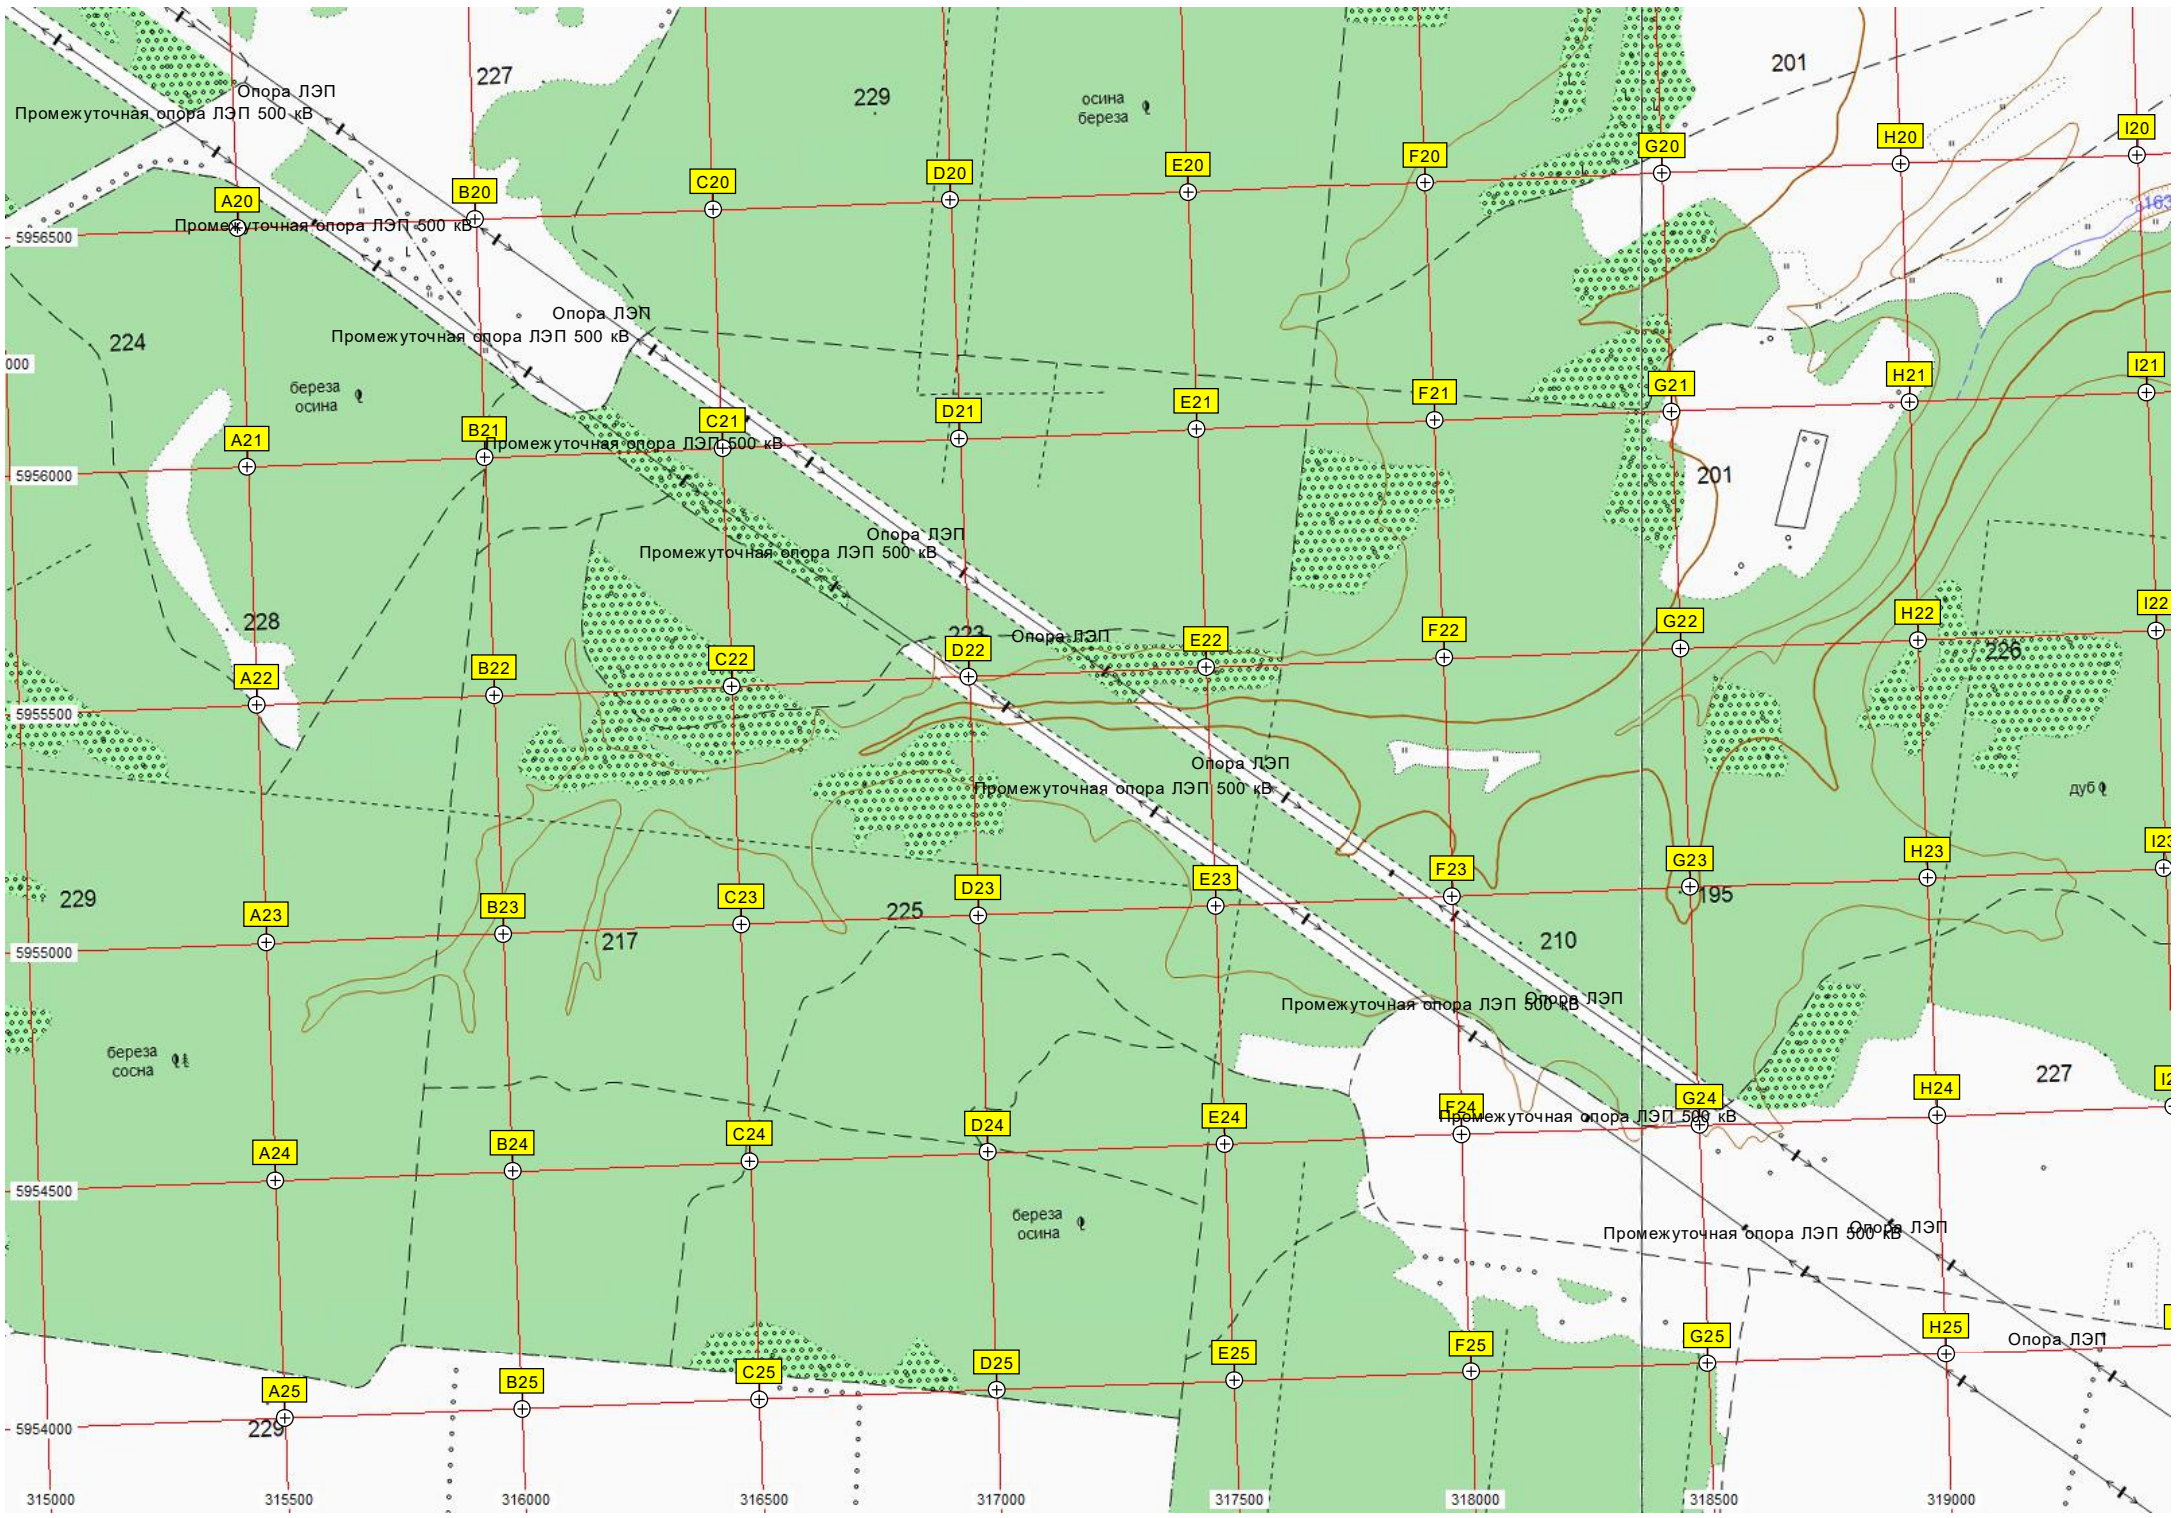 227
201
229
осина
береза
Опора ЛЭП
Промежуточная опора ЛЭП 500 кВ
I20
H20
G20
F20
E20
D20
C20
B20
A20
163
Промежуточная опора ЛЭП 500 кВ
5956500
Опора ЛЭП
Промежуточная опора ЛЭП 500 кВ
224
000
береза
осина
I21
H21
G21
F21
E21
D21
C21
B21
A21
Промежуточная опора ЛЭП 500 кВ
5956000
201
Опора ЛЭП
Промежуточная опора ЛЭП 500 кВ
228
223
Опора ЛЭП
I22
H22
G22
F22
E22
D22
C22
B22
A22
226
5955500
Опора ЛЭП
Промежуточная опора ЛЭП 500 кВ
дуб
I23
H23
G23
F23
E23
D23
C23
B23
A23
229
195
225
217
210
5955000
Опора ЛЭП
Промежуточная опора ЛЭП 500 кВ
береза
сосна
227
H24
G24
F24
E24
D24
C24
B24
A24
Промежуточная опора ЛЭП 500 кВ
5954500
береза
осина
Опора ЛЭП
Промежуточная опора ЛЭП 500 кВ
H25
G25
F25
E25
D25
C25
B25
A25
Опора ЛЭП
229
5954000
315000
315500
316000
316500
317000
317500
318000
318500
319000